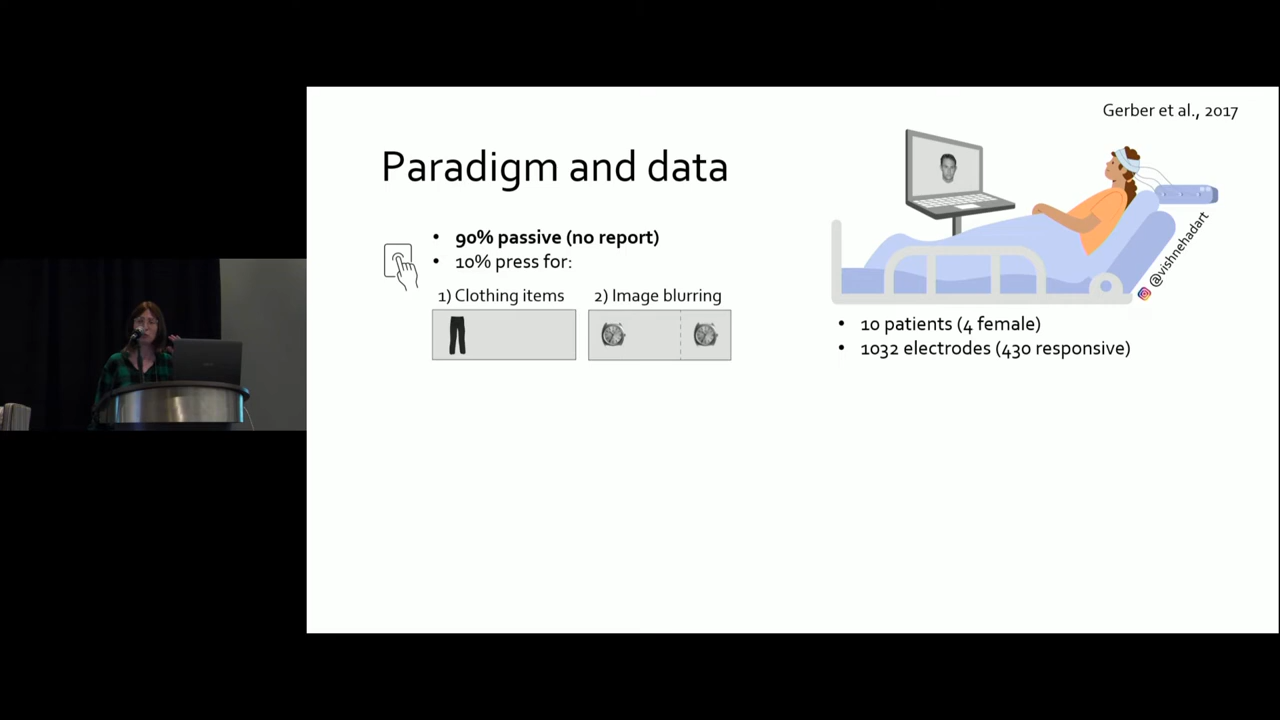 Gerber et al., 2017
Paradigm and data
• 90% passive (no report)
• 10% press for:
1) Clothing items
2) Image blurring
@vishnehadart
• 10 patients (4 female)
• 1032 electrodes (430 responsive)